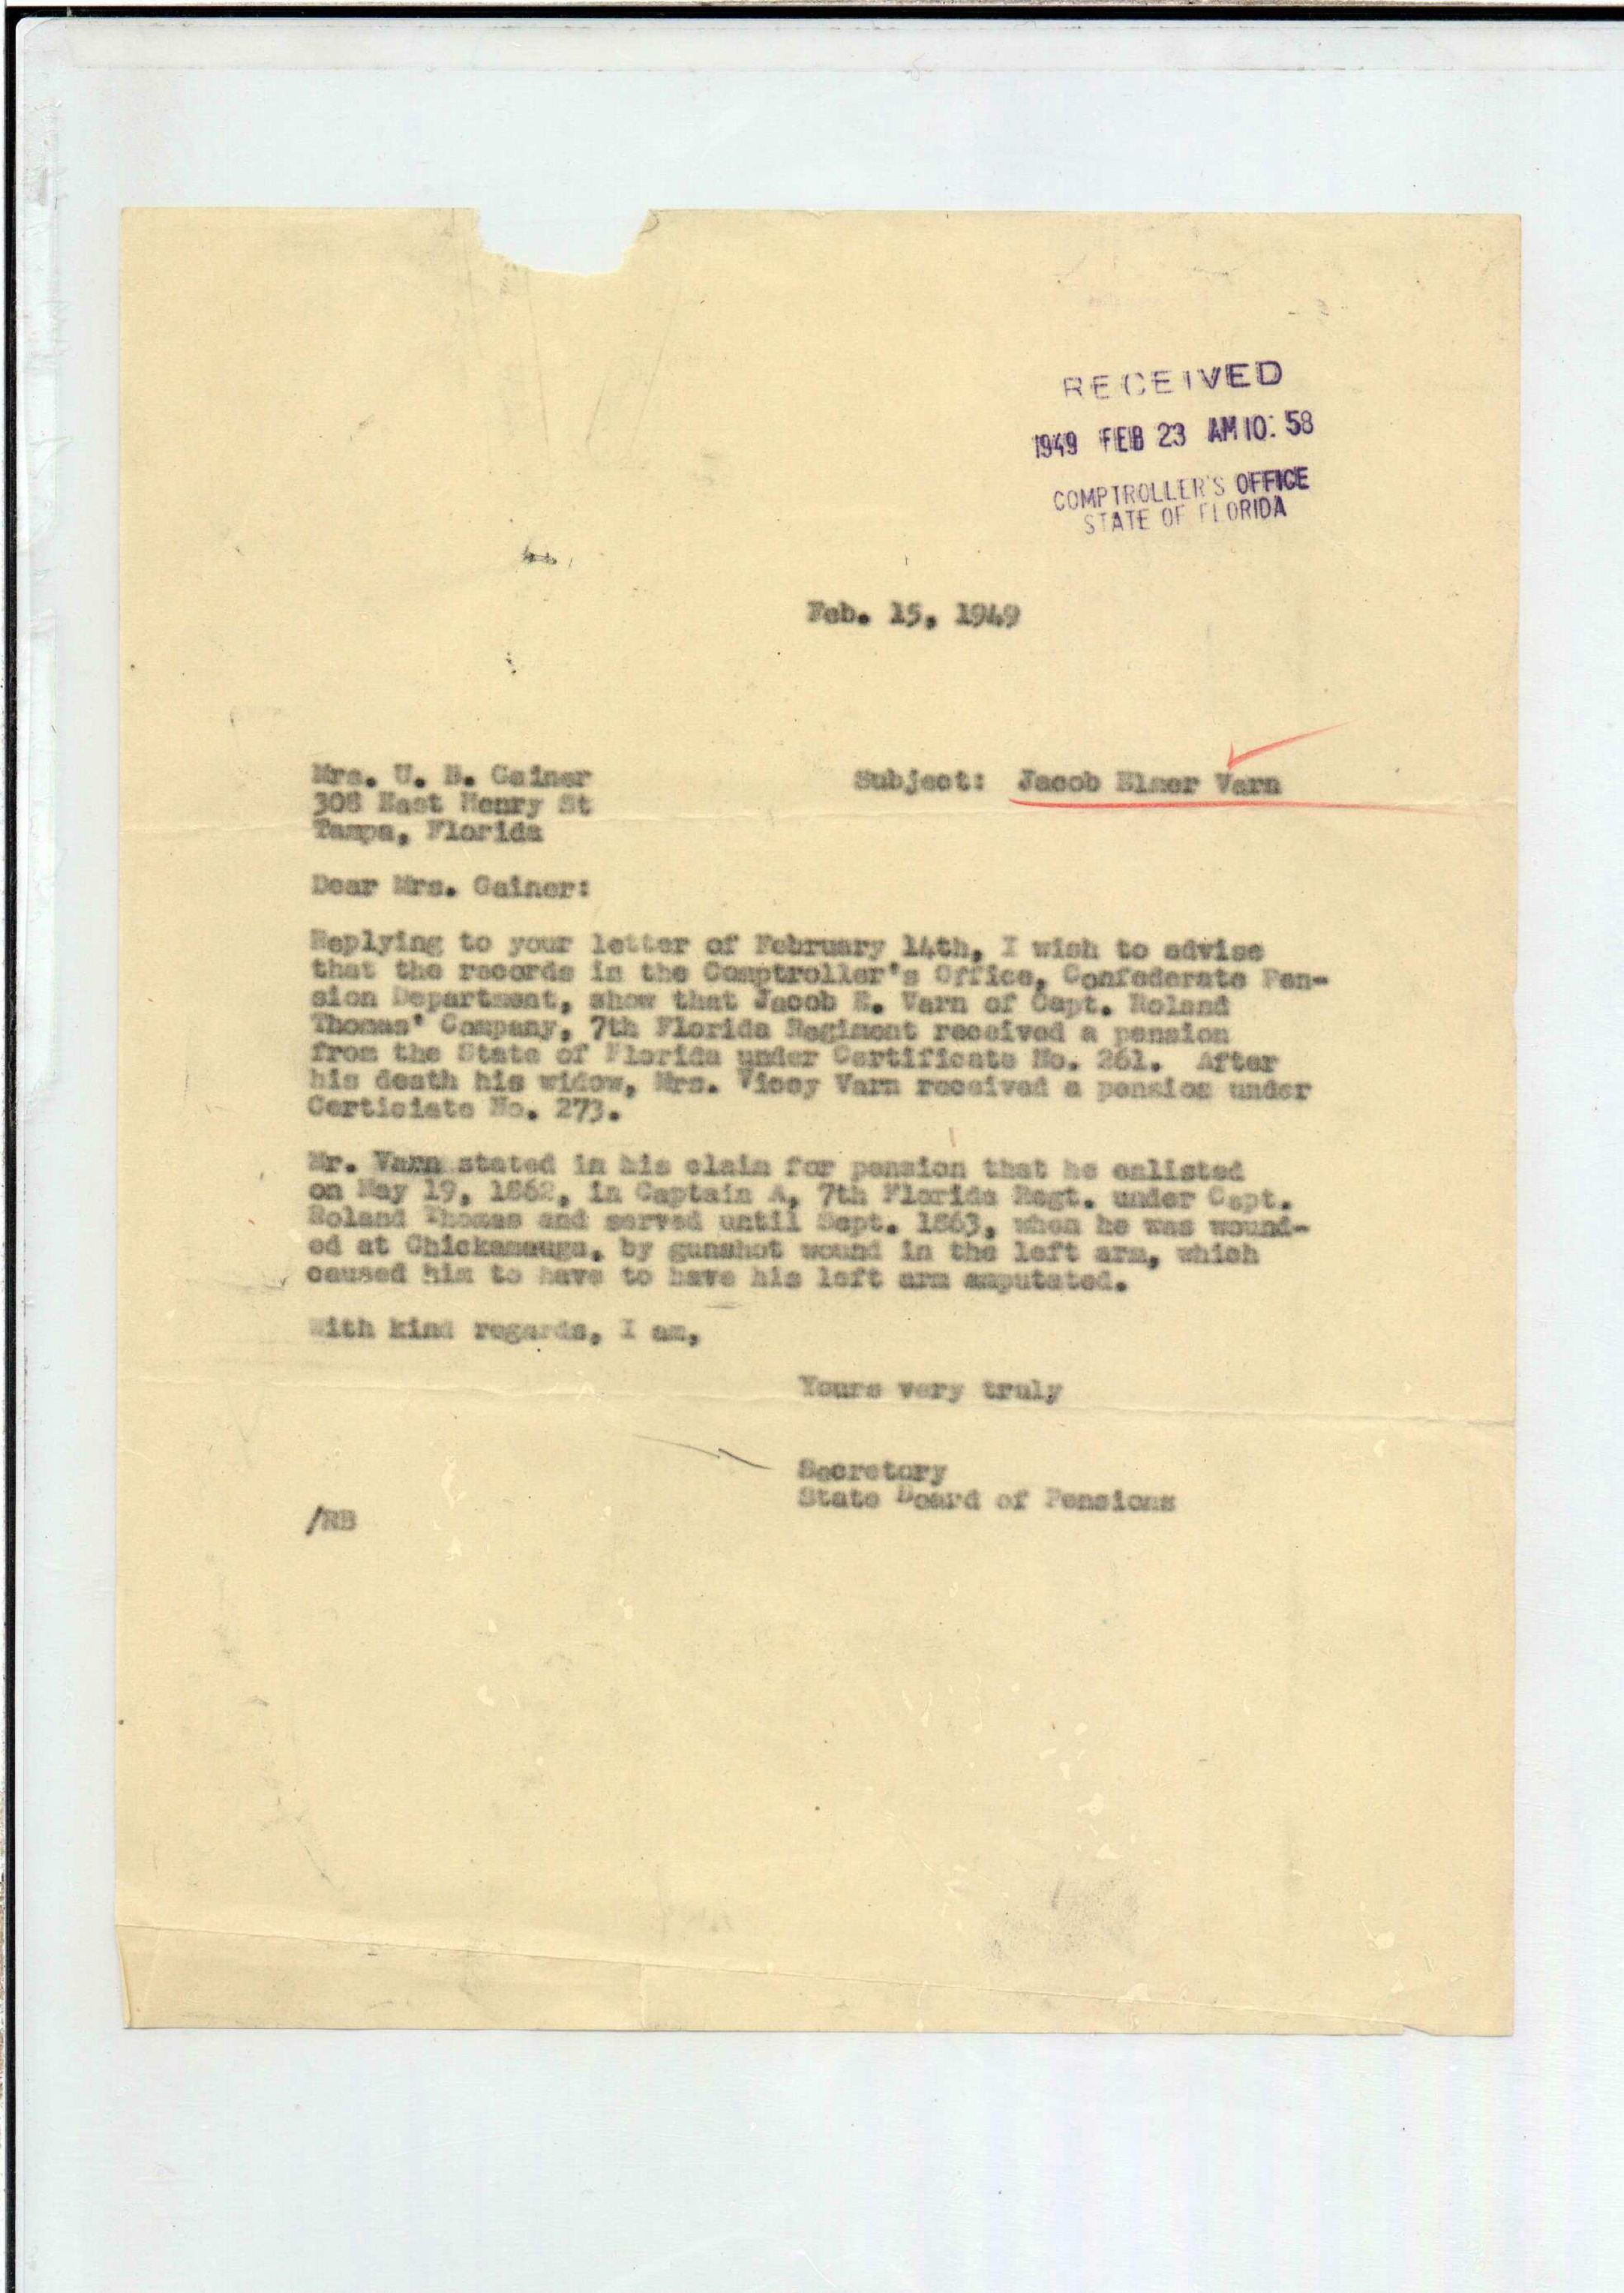 RECEIVED
1949 FEB 23 AM 10:58
COMPTROLLER'S OFFICE
STATE OF FLORIDA
Feb. 15, 1949
Mrs. U. B. Gainer
308 East Henry St
Tampa, Florida
Subject: Jacob Elmer Varn
Dear Mrs. Gainer:
Replying to your letter of February 14th, I wish to advise
that the records in the Comptroller's Office, Confederate Pen-
sion Department, show that Jacob E. Varn of Capt. Roland
Thomas' Company, 7th Florida Regiment received a pension
from the State of Florida under Certificate No. 261. After
his death his widow, Mrs. Vicey Varn received a pension under
Certiciate No. 273.
Mr. Varn stated in his claim for pension that he enlisted
on May 19, 1862, in Captain A, 7th Florida Regt. under Capt.
Roland Thomas and served until Sept. 1863, when he was wound-
ed at Chickamauga, by gunshot wound in the left arm, which
caused him to have to have his left arm amputated.
With kind regards, I am,
Yours very truly
Secretory
State Board of Pensions
/RB